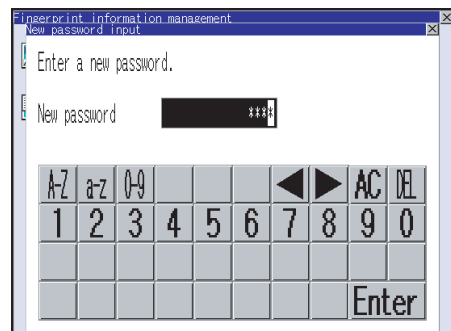 Fingerprint information management
New password input
Enter a new password.
New password ****
A-Z a-z 0-9 ◀ ▶ AC DEL
1 2 3 4 5 6 7 8 9 0
Enter